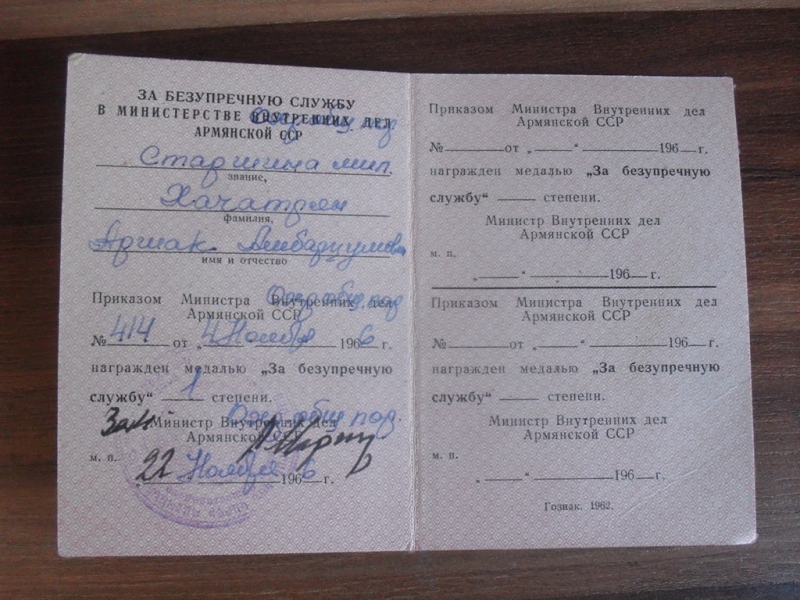 ЗА БЕЗУПРЕЧНУЮ СЛУЖБУ
В МИНИСТЕРСТВЕ ВНУТРЕННИХ ДЕЛ
АРМЯНСКОЙ ССР
Старшина мил.
звание,
Хачатрян
фамилия,
Аршак Амбарцумович
имя и отчество
Приказом Министра Внутренних дел
Армянской ССР
№ 414 от „4 Ноября 1966 г.
награжден медалью „За безупречную
службу“ 1 степени.
Зам Министр Внутренних дел
Армянской ССР
м. п.
22 Ноября 1966 г.
Приказом Министра Внутренних дел
Армянской ССР
№ от „ “ 196 г.
награжден медалью „За безупречную
службу“ степени.
Министр Внутренних дел
Армянской ССР
м. п.
„ “ 196 г.
Приказом Министра Внутренних дел
Армянской ССР
№ от „ “ 196 г.
награжден медалью „За безупречную
службу“ степени.
Министр Внутренних дел
Армянской ССР
м. п.
„ “ 196 г.
Гознак. 1962.